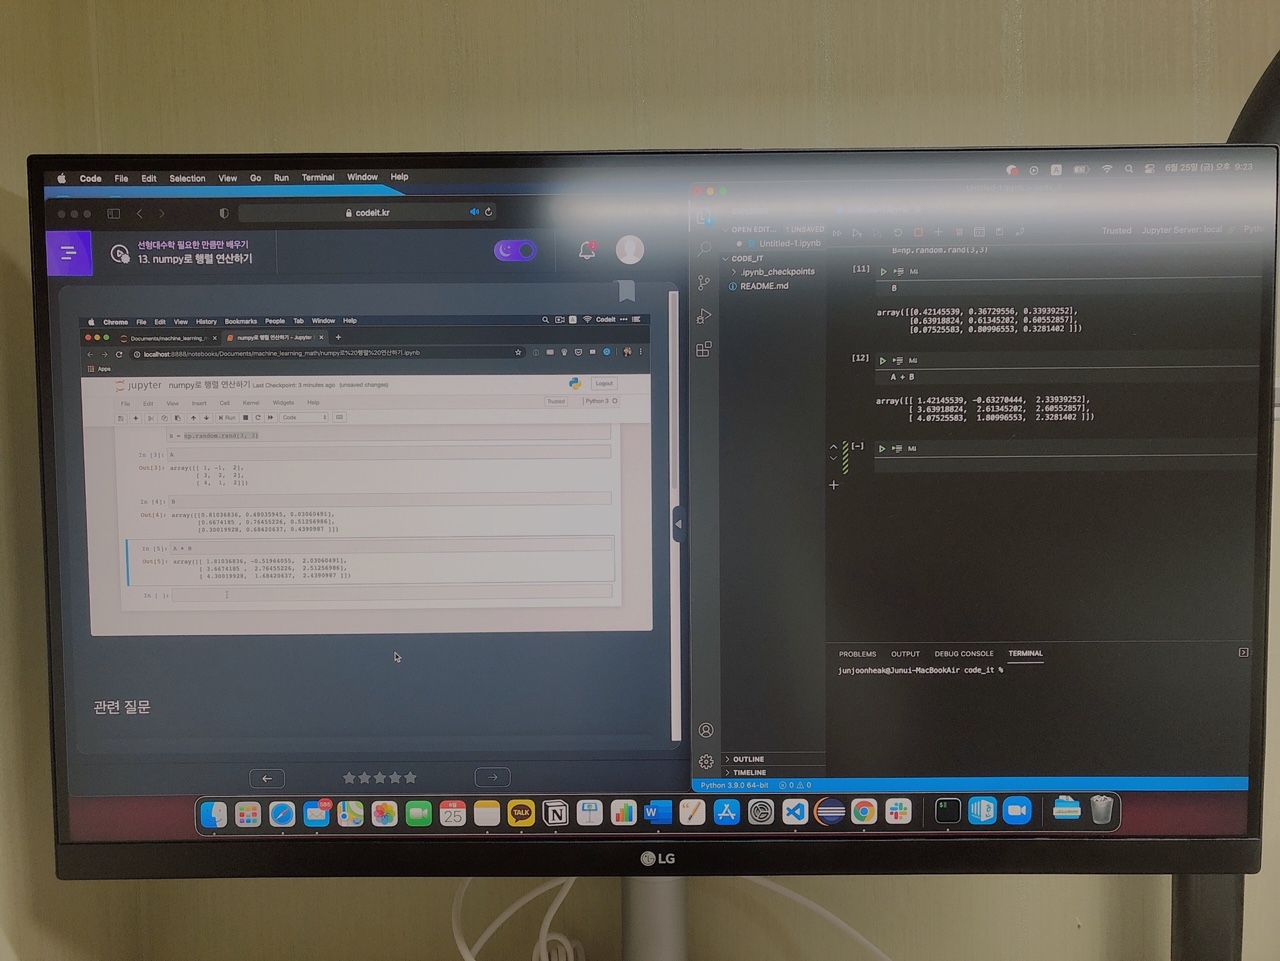 Code File Edit Selection View Go Run Terminal Window Help
6월 25일 (금) 오후 9:23
codeit.kr
선형대수학 필요한 만큼만 배우기
13. numpy로 행렬 연산하기
Chrome File Edit View History Bookmarks People Tab Window Help
Codeit
Documents/machine_learning_m
numpy로 행렬 연산하기 - Jupyter
localhost:8888/notebooks/Documents/machine_learning_math/numpy로%20행렬%20연산하기.ipynb
Apps
jupyter numpy로 행렬 연산하기 Last Checkpoint: 3 minutes ago (unsaved changes)
Logout
File Edit View Insert Cell Kernel Widgets Help
Trusted Python 3
Run Code
B = np.random.rand(3, 3)
In [3]: A
Out[3]: array([[ 1, -1, 2],
[ 3, 2, 2],
[ 4, 1, 2]])
In [4]: B
Out[4]: array([[0.81036836, 0.48035945, 0.03060491],
[0.6674185 , 0.76455226, 0.51256986],
[0.30019928, 0.68420637, 0.4390987 ]])
In [5]: A + B
Out[5]: array([[ 1.81036836, -0.51964055, 2.03060491],
[ 3.6674185 , 2.76455226, 2.51256986],
[ 4.30019928, 1.68420637, 2.4390987 ]])
In [ ]:
관련 질문
OPEN EDIT... 1 UNSAVED
Untitled-1.ipynb
CODE_IT
.ipynb_checkpoints
README.md
OUTLINE
TIMELINE
Trusted Jupyter Server: local Pyth
B=np.random.rand(3,3)
[11] M↓
B
array([[0.42145539, 0.36729556, 0.33939252],
[0.63918824, 0.61345202, 0.60552857],
[0.07525583, 0.80996553, 0.3281402 ]])
[12] M↓
A + B
array([[ 1.42145539, -0.63270444, 2.33939252],
[ 3.63918824, 2.61345202, 2.60552857],
[ 4.07525583, 1.80996553, 2.3281402 ]])
[-] M↓
PROBLEMS OUTPUT DEBUG CONSOLE TERMINAL
junjoonheak@Junui-MacBookAir code_it %
Python 3.9.0 64-bit 0 0
586
6월
25
TALK
LG